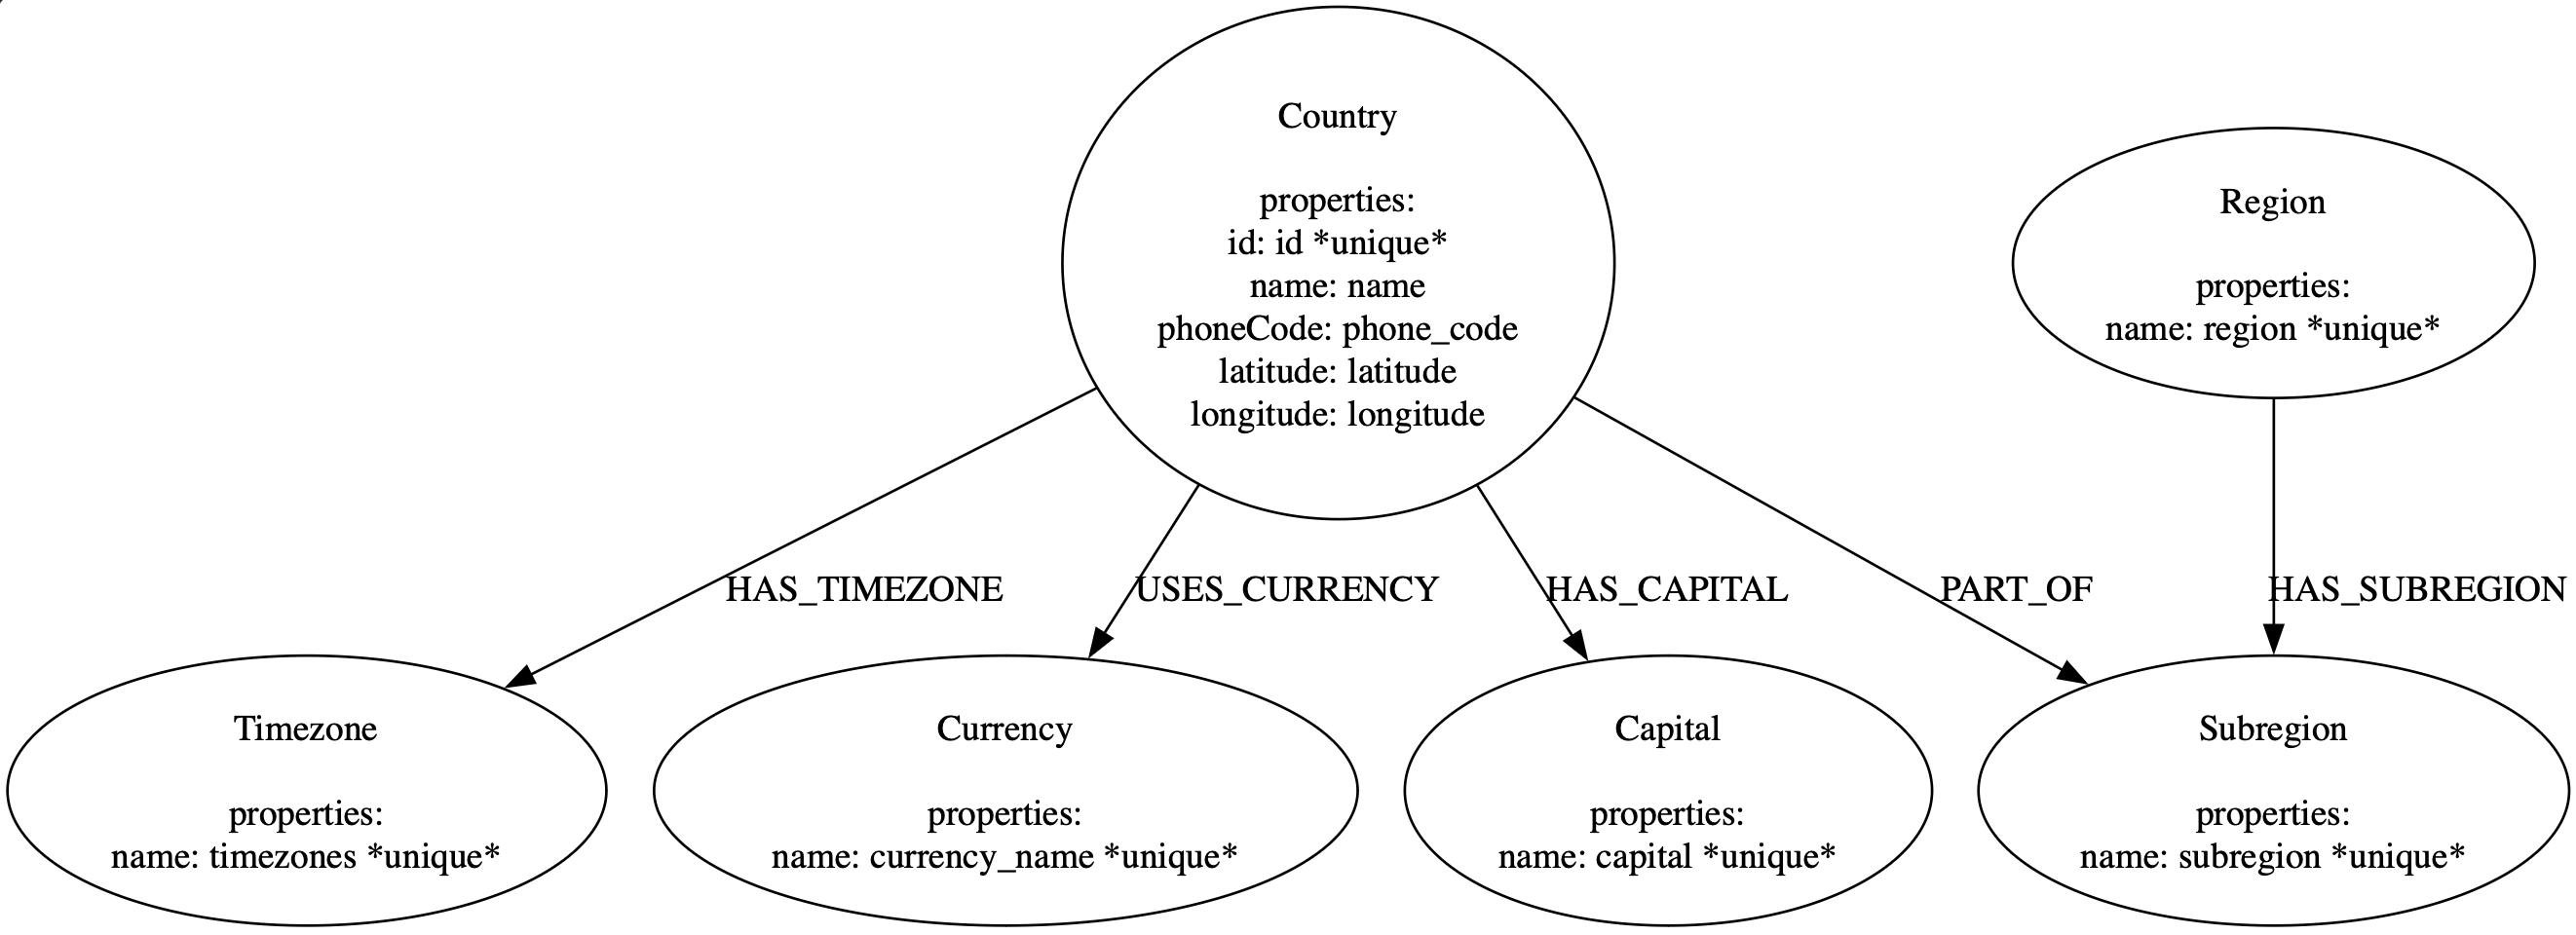 Country
properties:
id: id *unique*
name: name
phoneCode: phone_code
latitude: latitude
longitude: longitude
Region
properties:
name: region *unique*
HAS_TIMEZONE
USES_CURRENCY
HAS_CAPITAL
PART_OF
HAS_SUBREGION
Timezone
properties:
name: timezones *unique*
Currency
properties:
name: currency_name *unique*
Capital
properties:
name: capital *unique*
Subregion
properties:
name: subregion *unique*